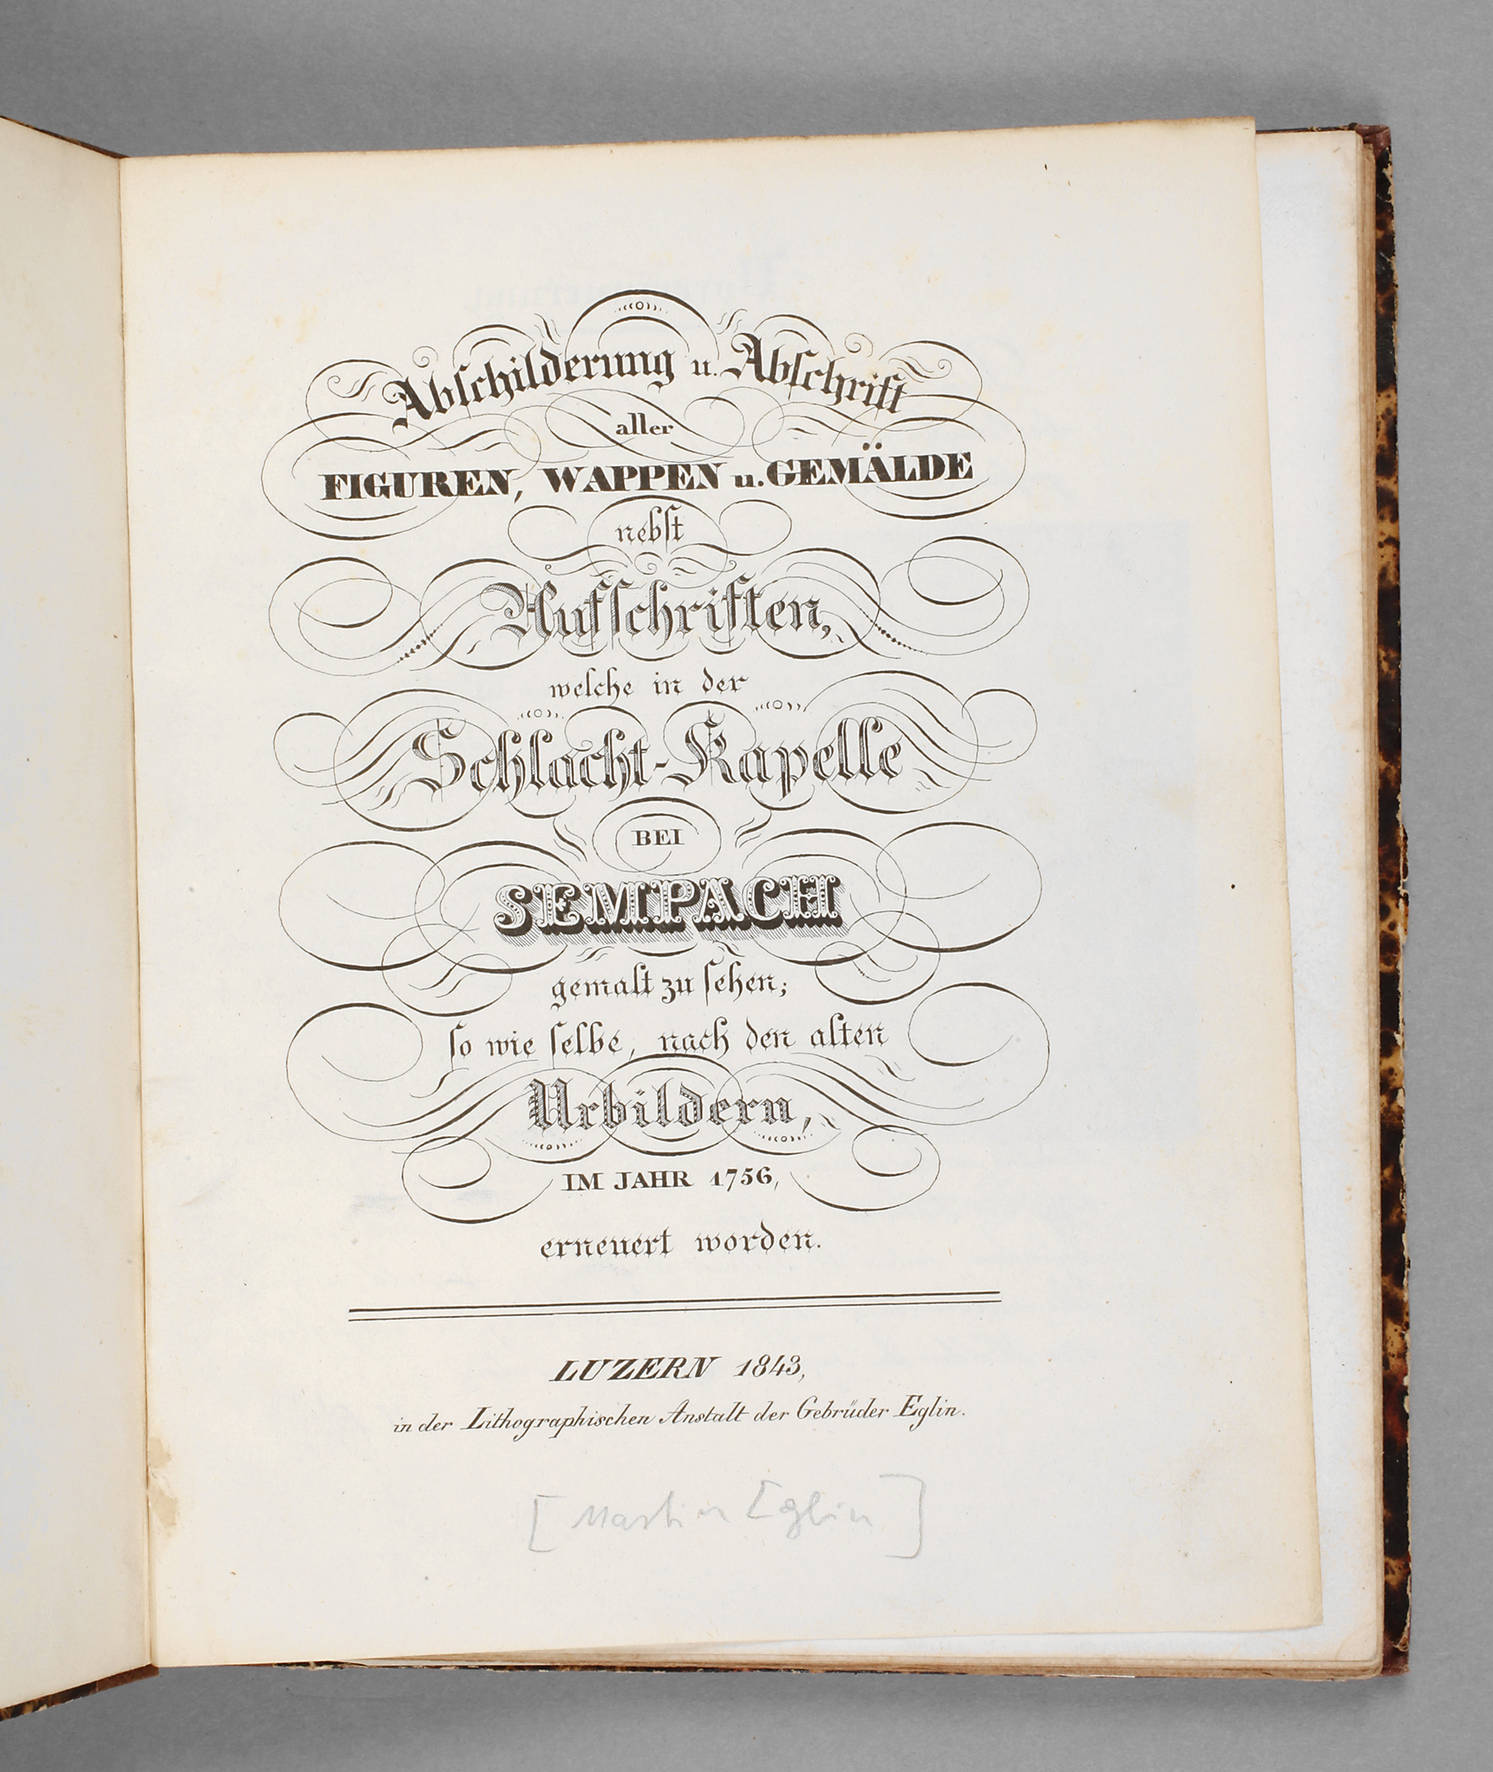 Abschilderung u. Abschrift
aller
FIGUREN, WAPPEN u. GEMÄLDE
nebst
Aufschriften,
welche in der
Schlacht-Kapelle
BEI
SEMPACH
gemalt zu sehen;
so wie selbe, nach den alten
Urbildern,
IM JAHR 1756,
erneuert worden.
LUZERN 1843,
in der Lithographischen Anstalt der Gebrüder Eglin.
[Martin Eglin]